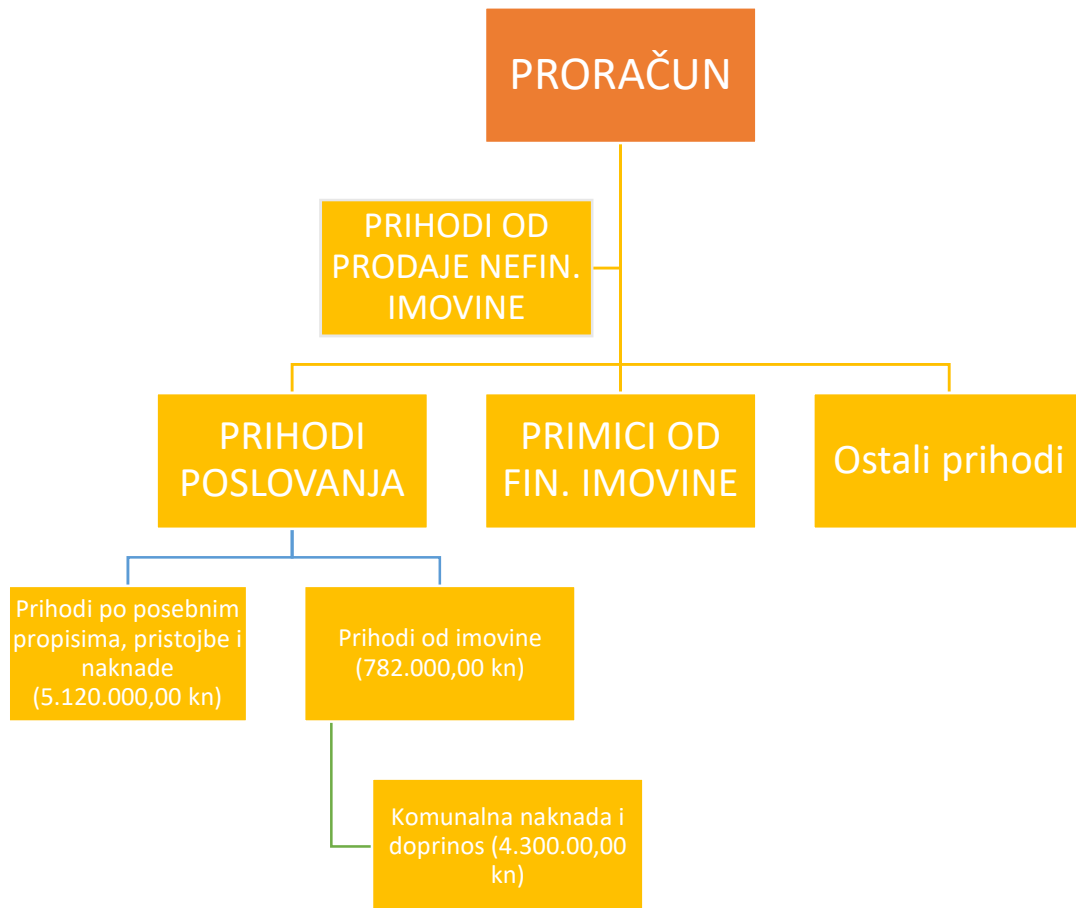 PRORAČUN
PRIHODI OD
PRODAJE NEFIN.
IMOVINE
PRIHODI
POSLOVANJA
PRIMICI OD
FIN. IMOVINE
Ostali prihodi
Prihodi po posebnim
propisima, pristojbe i
naknade
(5.120.000,00 kn)
Prihodi od imovine
(782.000,00 kn)
Komunalna naknada i
doprinos (4.300.00,00
kn)